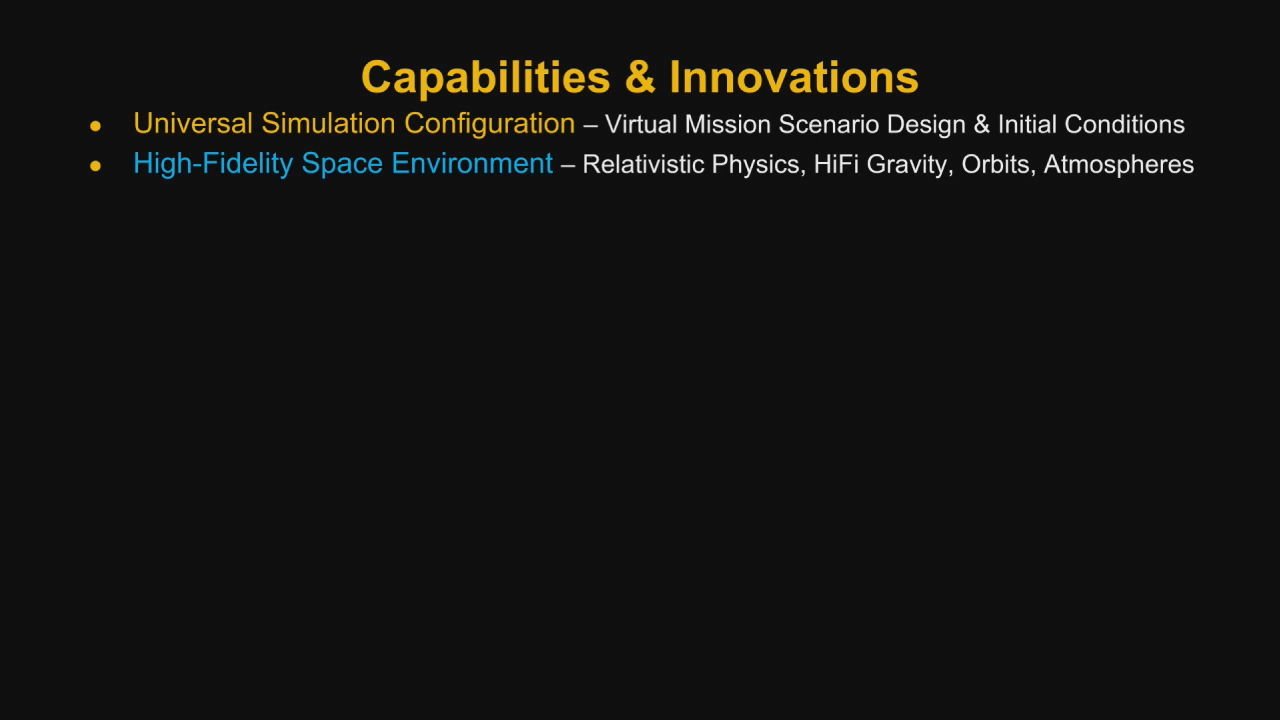 Capabilities & Innovations
● Universal Simulation Configuration – Virtual Mission Scenario Design & Initial Conditions
● High-Fidelity Space Environment – Relativistic Physics, HiFi Gravity, Orbits, Atmospheres